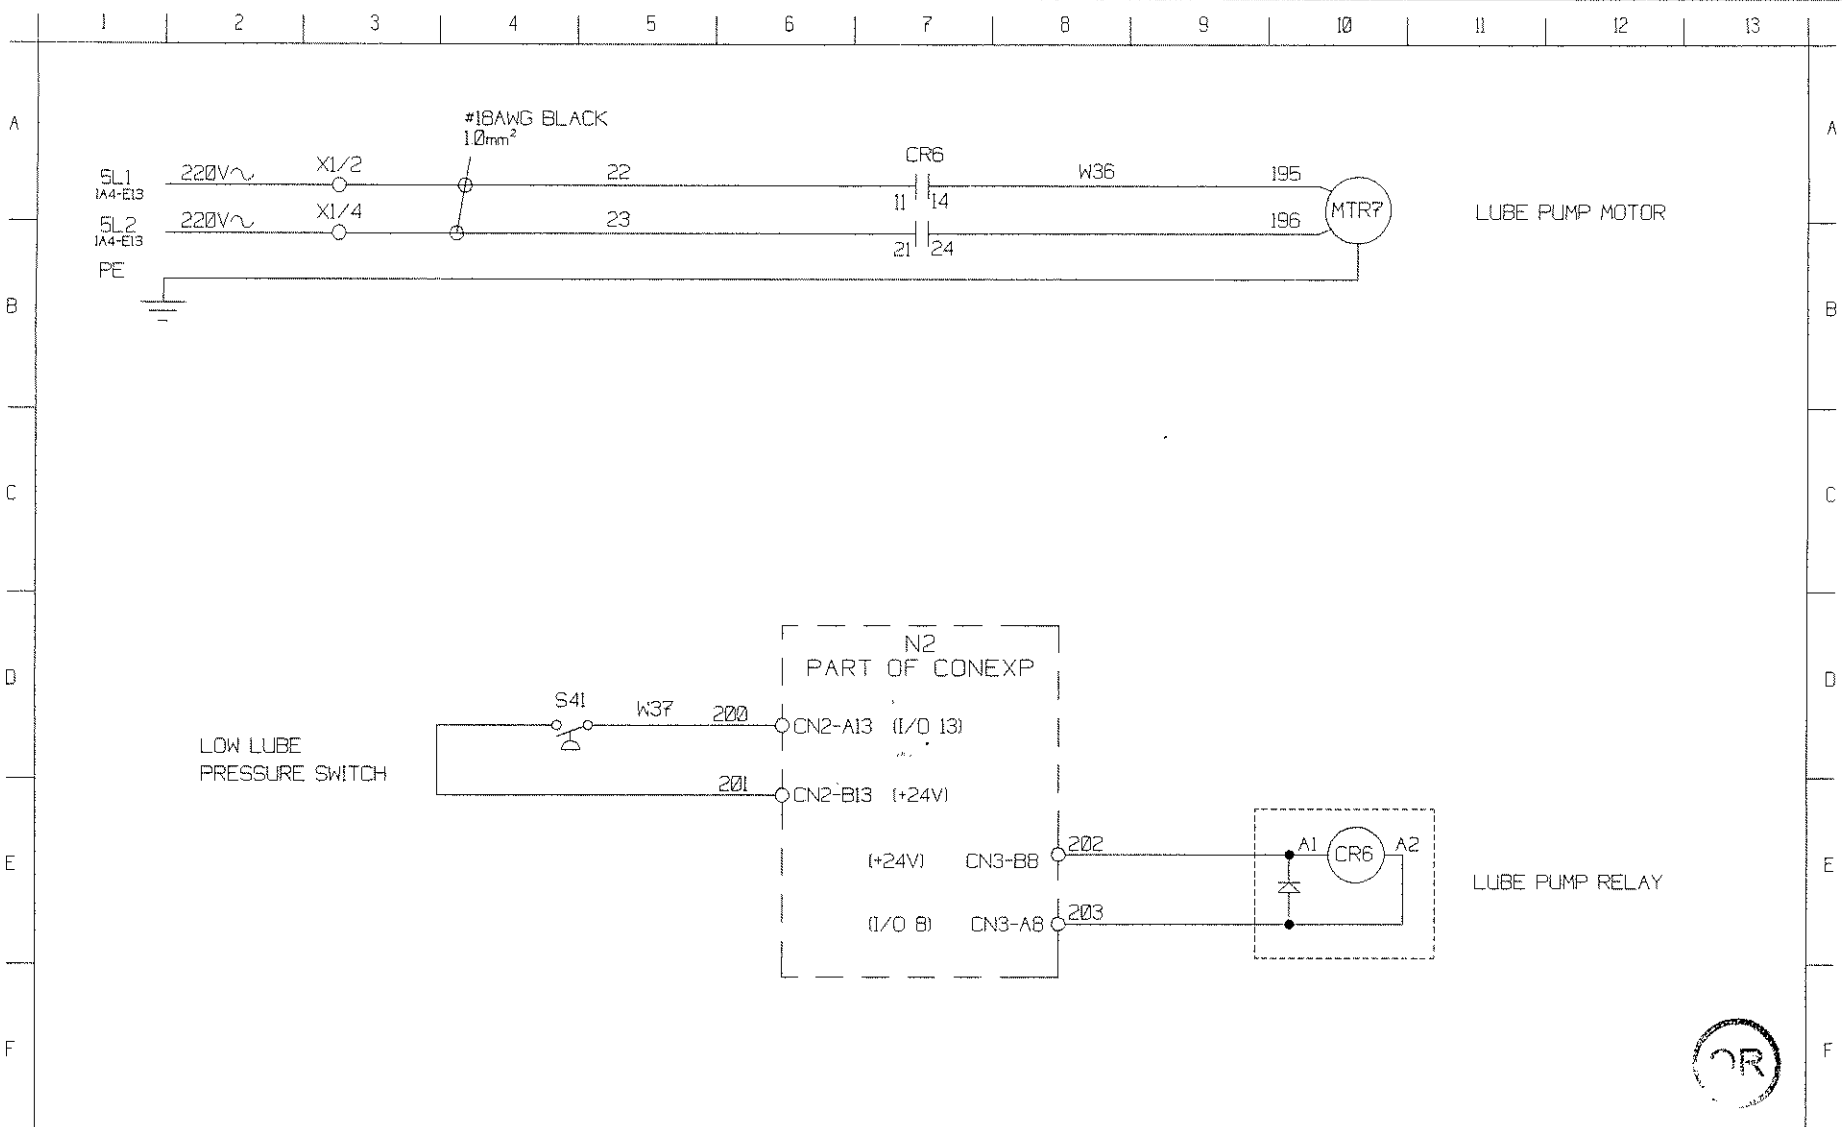 1 2 3 4 5 6 7 8 9 10 11 12 13
A A
#18AWG BLACK
1.0mm²
5L1
1A4-E13
220V
X1/2
22
CR6
11 14
W36
195
5L2
1A4-E13
220V
X1/4
23
21 24
196
MTR7
LUBE PUMP MOTOR
PE
B B
C C
D D
N2
PART OF CONEXP
S41
W37
200
CN2-A13 (I/O 13)
LOW LUBE
PRESSURE SWITCH
201
CN2-B13 (+24V)
E E
(+24V) CN3-B8
202
A1
CR6
A2
LUBE PUMP RELAY
(I/O 8) CN3-A8
203
F F